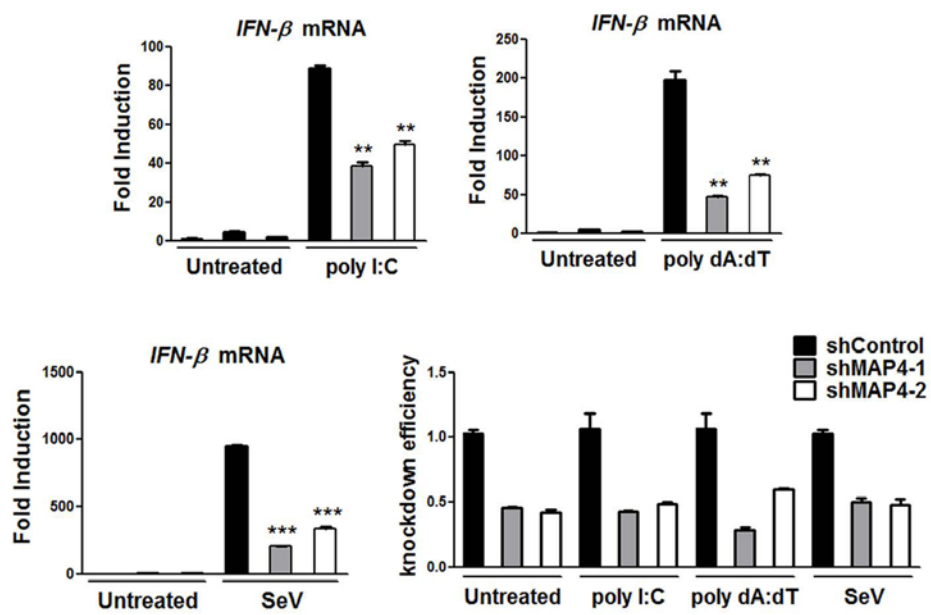 IFN-β mRNA
Fold Induction
100
80
60
40
20
0
** **
Untreated poly I:C
IFN-β mRNA
Fold Induction
250
200
150
100
50
0
** **
Untreated poly dA:dT
IFN-β mRNA
Fold Induction
1500
1000
500
0
*** ***
Untreated SeV
shControl
shMAP4-1
shMAP4-2
knockdown efficiency
1.5
1.0
0.5
0.0
Untreated poly I:C poly dA:dT SeV